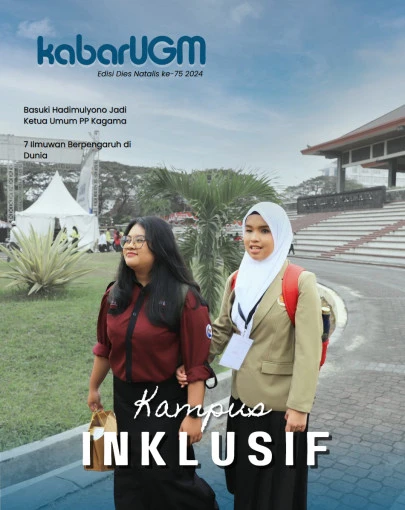 kabarUGM
Edisi Dies Natalis ke-75 2024
Basuki Hadimulyono Jadi
Ketua Umum PP Kagama
7 Ilmuwan Berpengaruh di
Dunia
Kampus
INKLUSIF